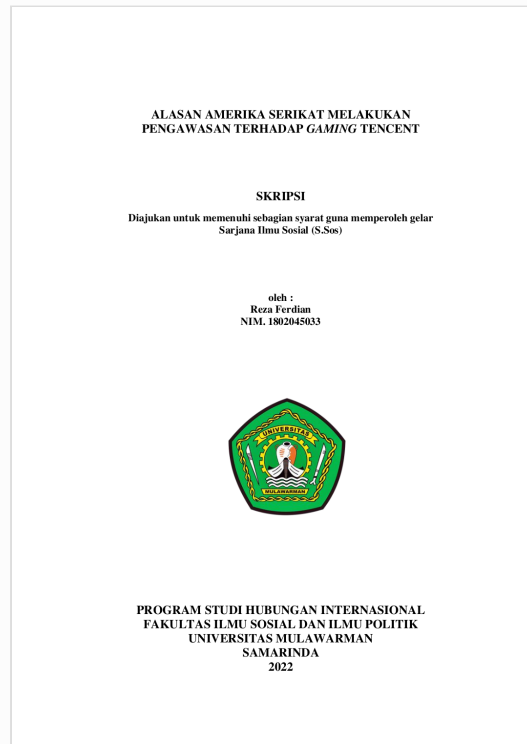 ALASAN AMERIKA SERIKAT MELAKUKAN
PENGAWASAN TERHADAP GAMING TENCENT
SKRIPSI
Diajukan untuk memenuhi sebagian syarat guna memperoleh gelar
Sarjana Ilmu Sosial (S.Sos)
oleh :
Reza Ferdian
NIM. 1802045033
UNIVERSITAS
MULAWARMAN
PROGRAM STUDI HUBUNGAN INTERNASIONAL
FAKULTAS ILMU SOSIAL DAN ILMU POLITIK
UNIVERSITAS MULAWARMAN
SAMARINDA
2022